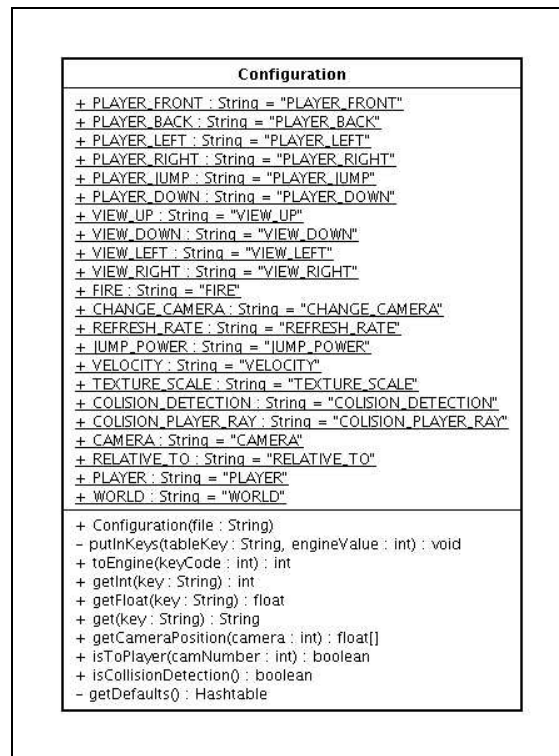 Configuration
+ PLAYER_FRONT : String = "PLAYER_FRONT"
+ PLAYER_BACK : String = "PLAYER_BACK"
+ PLAYER_LEFT : String = "PLAYER_LEFT"
+ PLAYER_RIGHT : String = "PLAYER_RIGHT"
+ PLAYER_JUMP : String = "PLAYER_JUMP"
+ PLAYER_DOWN : String = "PLAYER_DOWN"
+ VIEW_UP : String = "VIEW_UP"
+ VIEW_DOWN : String = "VIEW_DOWN"
+ VIEW_LEFT : String = "VIEW_LEFT"
+ VIEW_RIGHT : String = "VIEW_RIGHT"
+ FIRE : String = "FIRE"
+ CHANGE_CAMERA : String = "CHANGE_CAMERA"
+ REFRESH_RATE : String = "REFRESH_RATE"
+ JUMP_POWER : String = "JUMP_POWER"
+ VELOCITY : String = "VELOCITY"
+ TEXTURE_SCALE : String = "TEXTURE_SCALE"
+ COLISION_DETECTION : String = "COLISION_DETECTION"
+ COLISION_PLAYER_RAY : String = "COLISION_PLAYER_RAY"
+ CAMERA : String = "CAMERA"
+ RELATIVE_TO : String = "RELATIVE_TO"
+ PLAYER : String = "PLAYER"
+ WORLD : String = "WORLD"
+ Configuration(file : String)
- putInKeys(tableKey : String, engineValue : int) : void
+ toEngine(keyCode : int) : int
+ getInt(key : String) : int
+ getFloat(key : String) : float
+ get(key : String) : String
+ getCameraPosition(camera : int) : float[]
+ isToPlayer(camNumber : int) : boolean
+ isCollisionDetection() : boolean
- getDefaults() : Hashtable